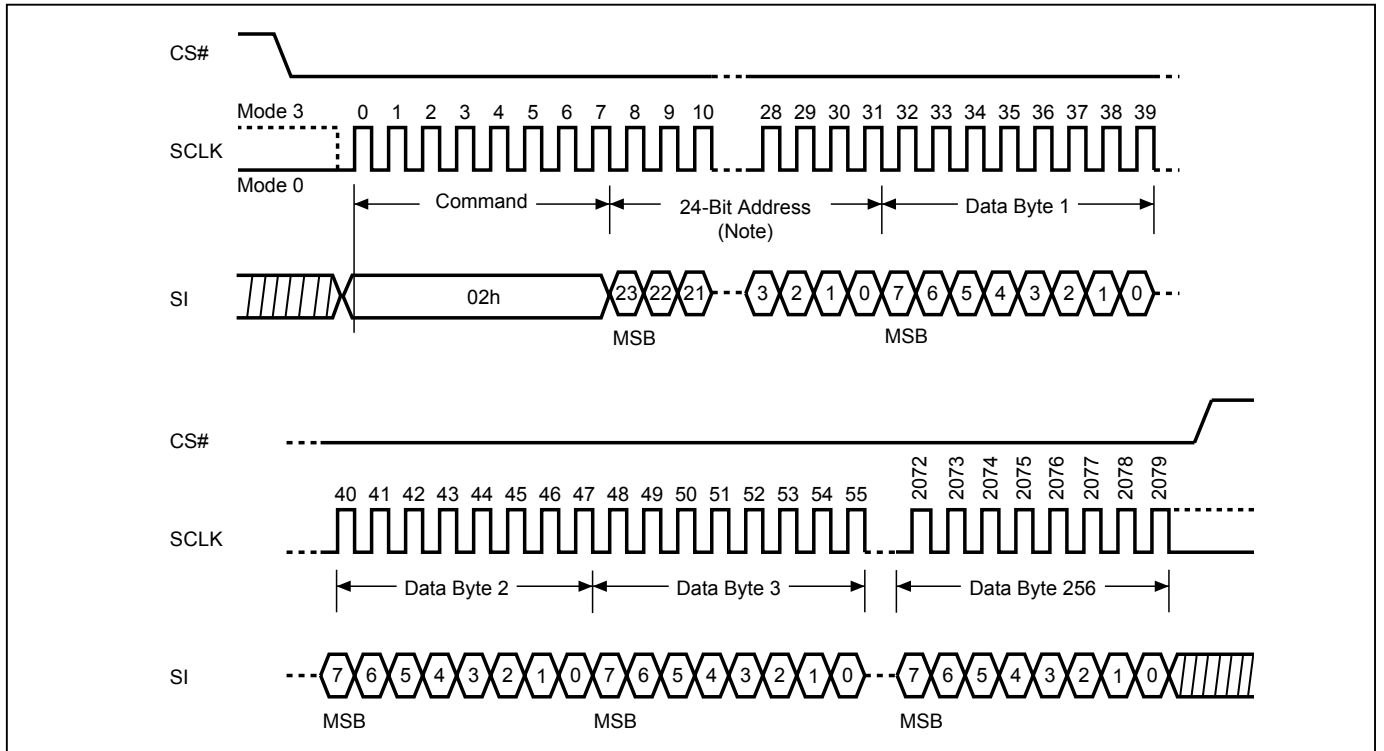 CS#
Mode 3 0 1 2 3 4 5 6 7 8 9 10 28 29 30 31 32 33 34 35 36 37 38 39
SCLK
Mode 0
Command 24-Bit Address Data Byte 1
(Note)
SI 02h 23 22 21 3 2 1 0 7 6 5 4 3 2 1 0
MSB MSB
CS#
40 41 42 43 44 45 46 47 48 49 50 51 52 53 54 55 2072 2073 2074 2075 2076 2077 2078 2079
SCLK
Data Byte 2 Data Byte 3 Data Byte 256
SI 7 6 5 4 3 2 1 0 7 6 5 4 3 2 1 0 7 6 5 4 3 2 1 0
MSB MSB MSB